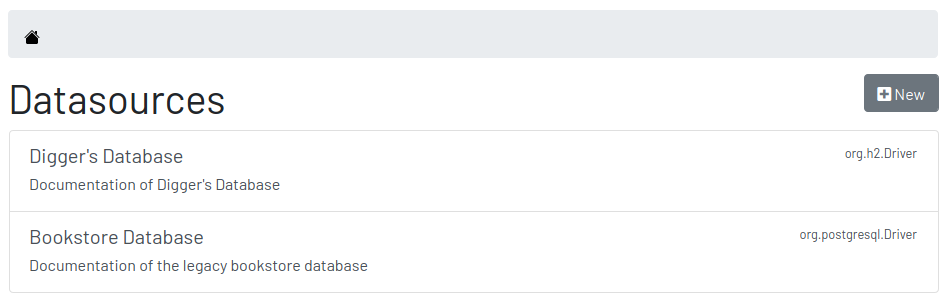 Datasources
New
Digger's Database
org.h2.Driver
Documentation of Digger's Database
Bookstore Database
org.postgresql.Driver
Documentation of the legacy bookstore database